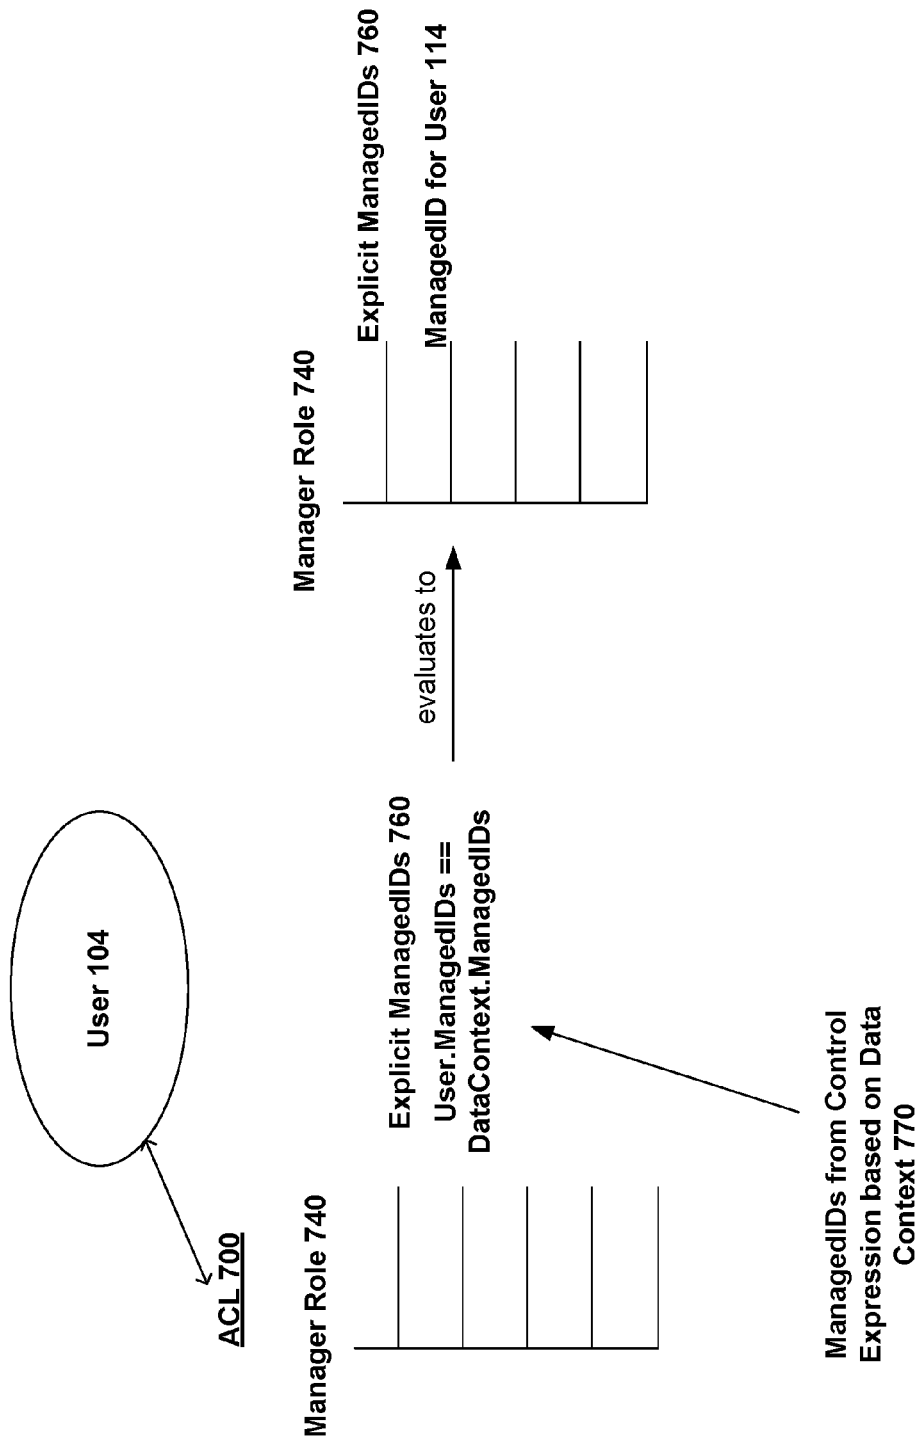 User 104
ACL 700
Manager Role 740
Explicit ManagedIDs 760
User.ManagedIDs ==
DataContext.ManagedIDs
evaluates to
Manager Role 740
Explicit ManagedIDs 760
ManagedID for User 114
ManagedIDs from Control
Expression based on Data
Context 770